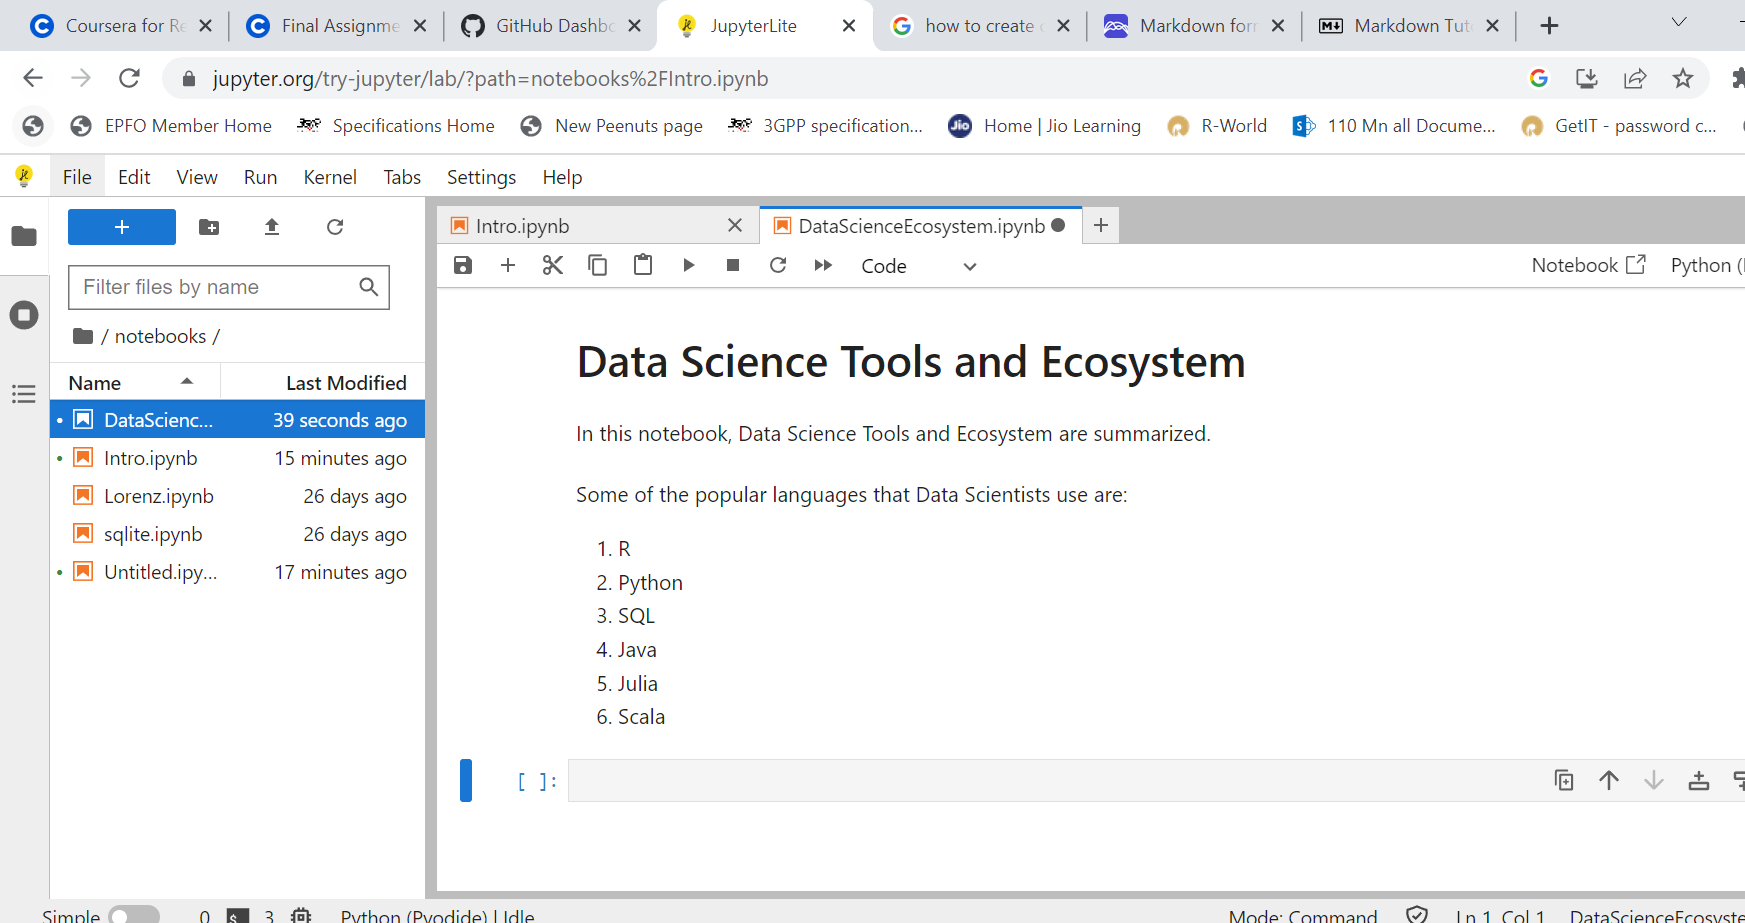 Coursera for Re
Final Assignme
GitHub Dashbo
JupyterLite
how to create
Markdown for
Markdown Tut
jupyter.org/try-jupyter/lab/?path=notebooks%2FIntro.ipynb
EPFO Member Home
Specifications Home
New Peenuts page
3GPP specification...
Jio
Home | Jio Learning
R-World
110 Mn all Docume...
GetIT - password c...
File Edit View Run Kernel Tabs Settings Help
Filter files by name
/ notebooks /
Name Last Modified
DataScienc... 39 seconds ago
Intro.ipynb 15 minutes ago
Lorenz.ipynb 26 days ago
sqlite.ipynb 26 days ago
Untitled.ipy... 17 minutes ago
Intro.ipynb
DataScienceEcosystem.ipynb
Code
Notebook
Python (
Data Science Tools and Ecosystem
In this notebook, Data Science Tools and Ecosystem are summarized.
Some of the popular languages that Data Scientists use are:
1. R
2. Python
3. SQL
4. Java
5. Julia
6. Scala
[ ]:
Simple 0 $_ 3 Python (Pyodide) | Idle
Mode: Command Ln 1, Col 1 DataScienceEcosyste